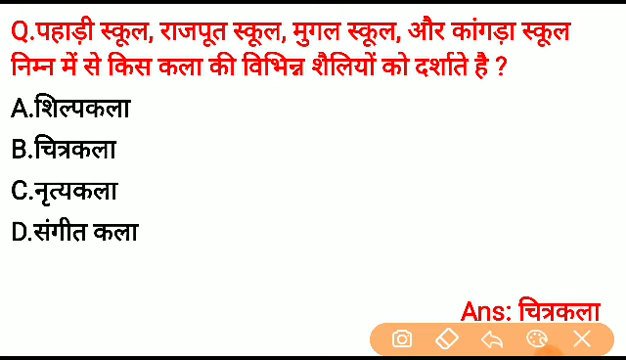 Q.पहाड़ी स्कूल, राजपूत स्कूल, मुगल स्कूल, और कांगड़ा स्कूल
निम्न में से किस कला की विभिन्न शैलियों को दर्शाते है ?
A.शिल्पकला
B.चित्रकला
C.नृत्यकला
D.संगीत कला
Ans: चित्रकला